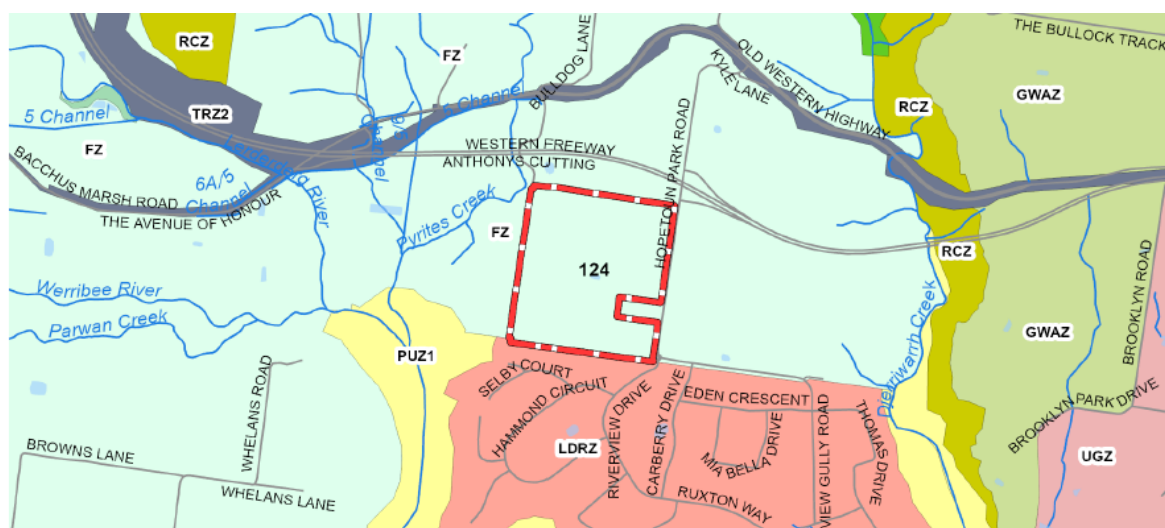 RCZ
FZ
BULLDOG LANE
KYLE LANE
OLD WESTERN HIGHWAY
THE BULLOCK TRACK
GWAZ
RCZ
5 Channel
TRZ2
Channel
Channel
FZ
Lerderderg River
WESTERN FREEWAY
ANTHONYS CUTTING
HOPETOUN PARK ROAD
BACCHUS MARSH ROAD
6A/5
Channel
THE AVENUE OF HONOUR
Pyrites Creek
FZ
124
RCZ
Werribee River
Parwan Creek
PUZ1
Djerriwarrh Creek
GWAZ
BROOKLYN ROAD
WHELANS ROAD
SELBY COURT
HAMMOND CIRCUIT
RIVERVIEW DRIVE
CARBERRY DRIVE
EDEN CRESCENT
MIA BELLA DRIVE
VIEW GULLY ROAD
THOMAS DRIVE
BROOKLYN PARK DRIVE
LDRZ
UGZ
BROWNS LANE
WHELANS LANE
RUXTON WAY